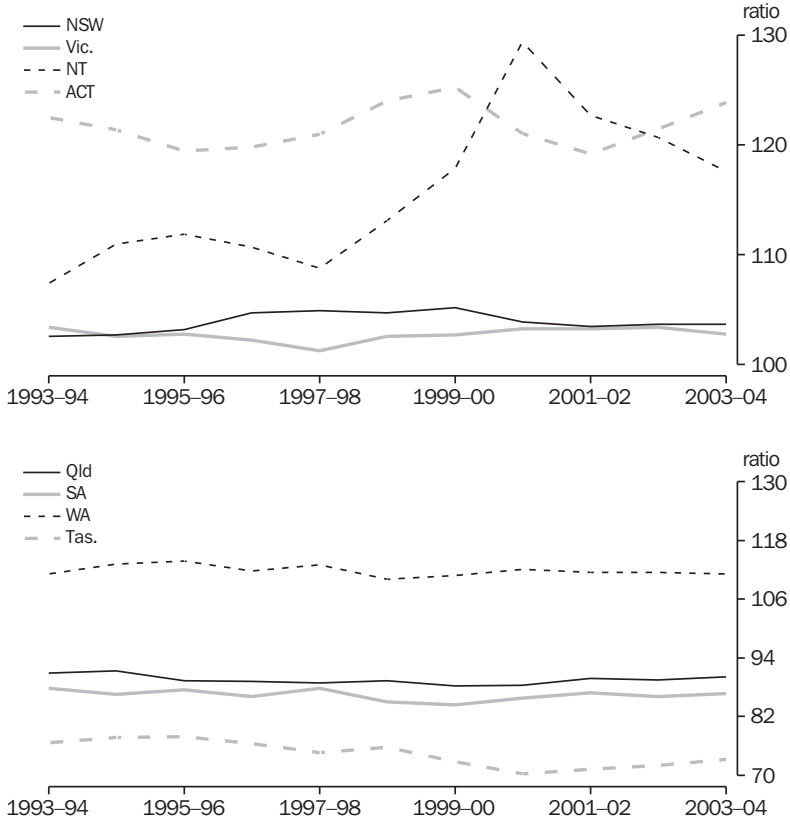 ratio
NSW
Vic.
NT
ACT
130
120
110
100
1993–94 1995–96 1997–98 1999–00 2001–02 2003–04
ratio
Qld
SA
WA
Tas.
130
118
106
94
82
70
1993–94 1995–96 1997–98 1999–00 2001–02 2003–04